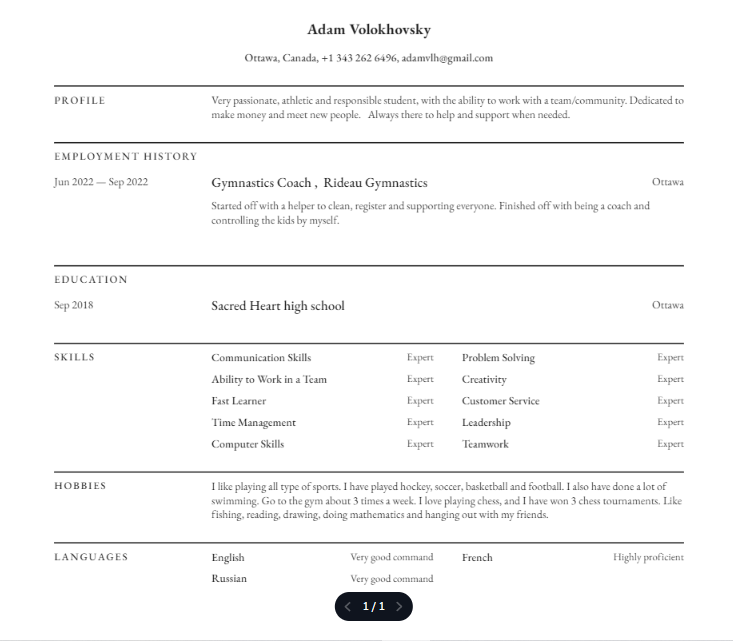 Adam Volokhovsky
Ottawa, Canada, +1 343 262 6496, adamvlh@gmail.com
PROFILE
Very passionate, athletic and responsible student, with the ability to work with a team/community. Dedicated to
make money and meet new people. Always there to help and support when needed.
EMPLOYMENT HISTORY
Jun 2022 — Sep 2022 Gymnastics Coach , Rideau Gymnastics Ottawa
Started off with a helper to clean, register and supporting everyone. Finished off with being a coach and
controlling the kids by myself.
EDUCATION
Sep 2018 Sacred Heart high school Ottawa
SKILLS
Communication Skills Expert Problem Solving Expert
Ability to Work in a Team Expert Creativity Expert
Fast Learner Expert Customer Service Expert
Time Management Expert Leadership Expert
Computer Skills Expert Teamwork Expert
HOBBIES
I like playing all type of sports. I have played hockey, soccer, basketball and football. I also have done a lot of
swimming. Go to the gym about 3 times a week. I love playing chess, and I have won 3 chess tournaments. Like
fishing, reading, drawing, doing mathematics and hanging out with my friends.
LANGUAGES
English Very good command French Highly proficient
Russian Very good command
1 / 1